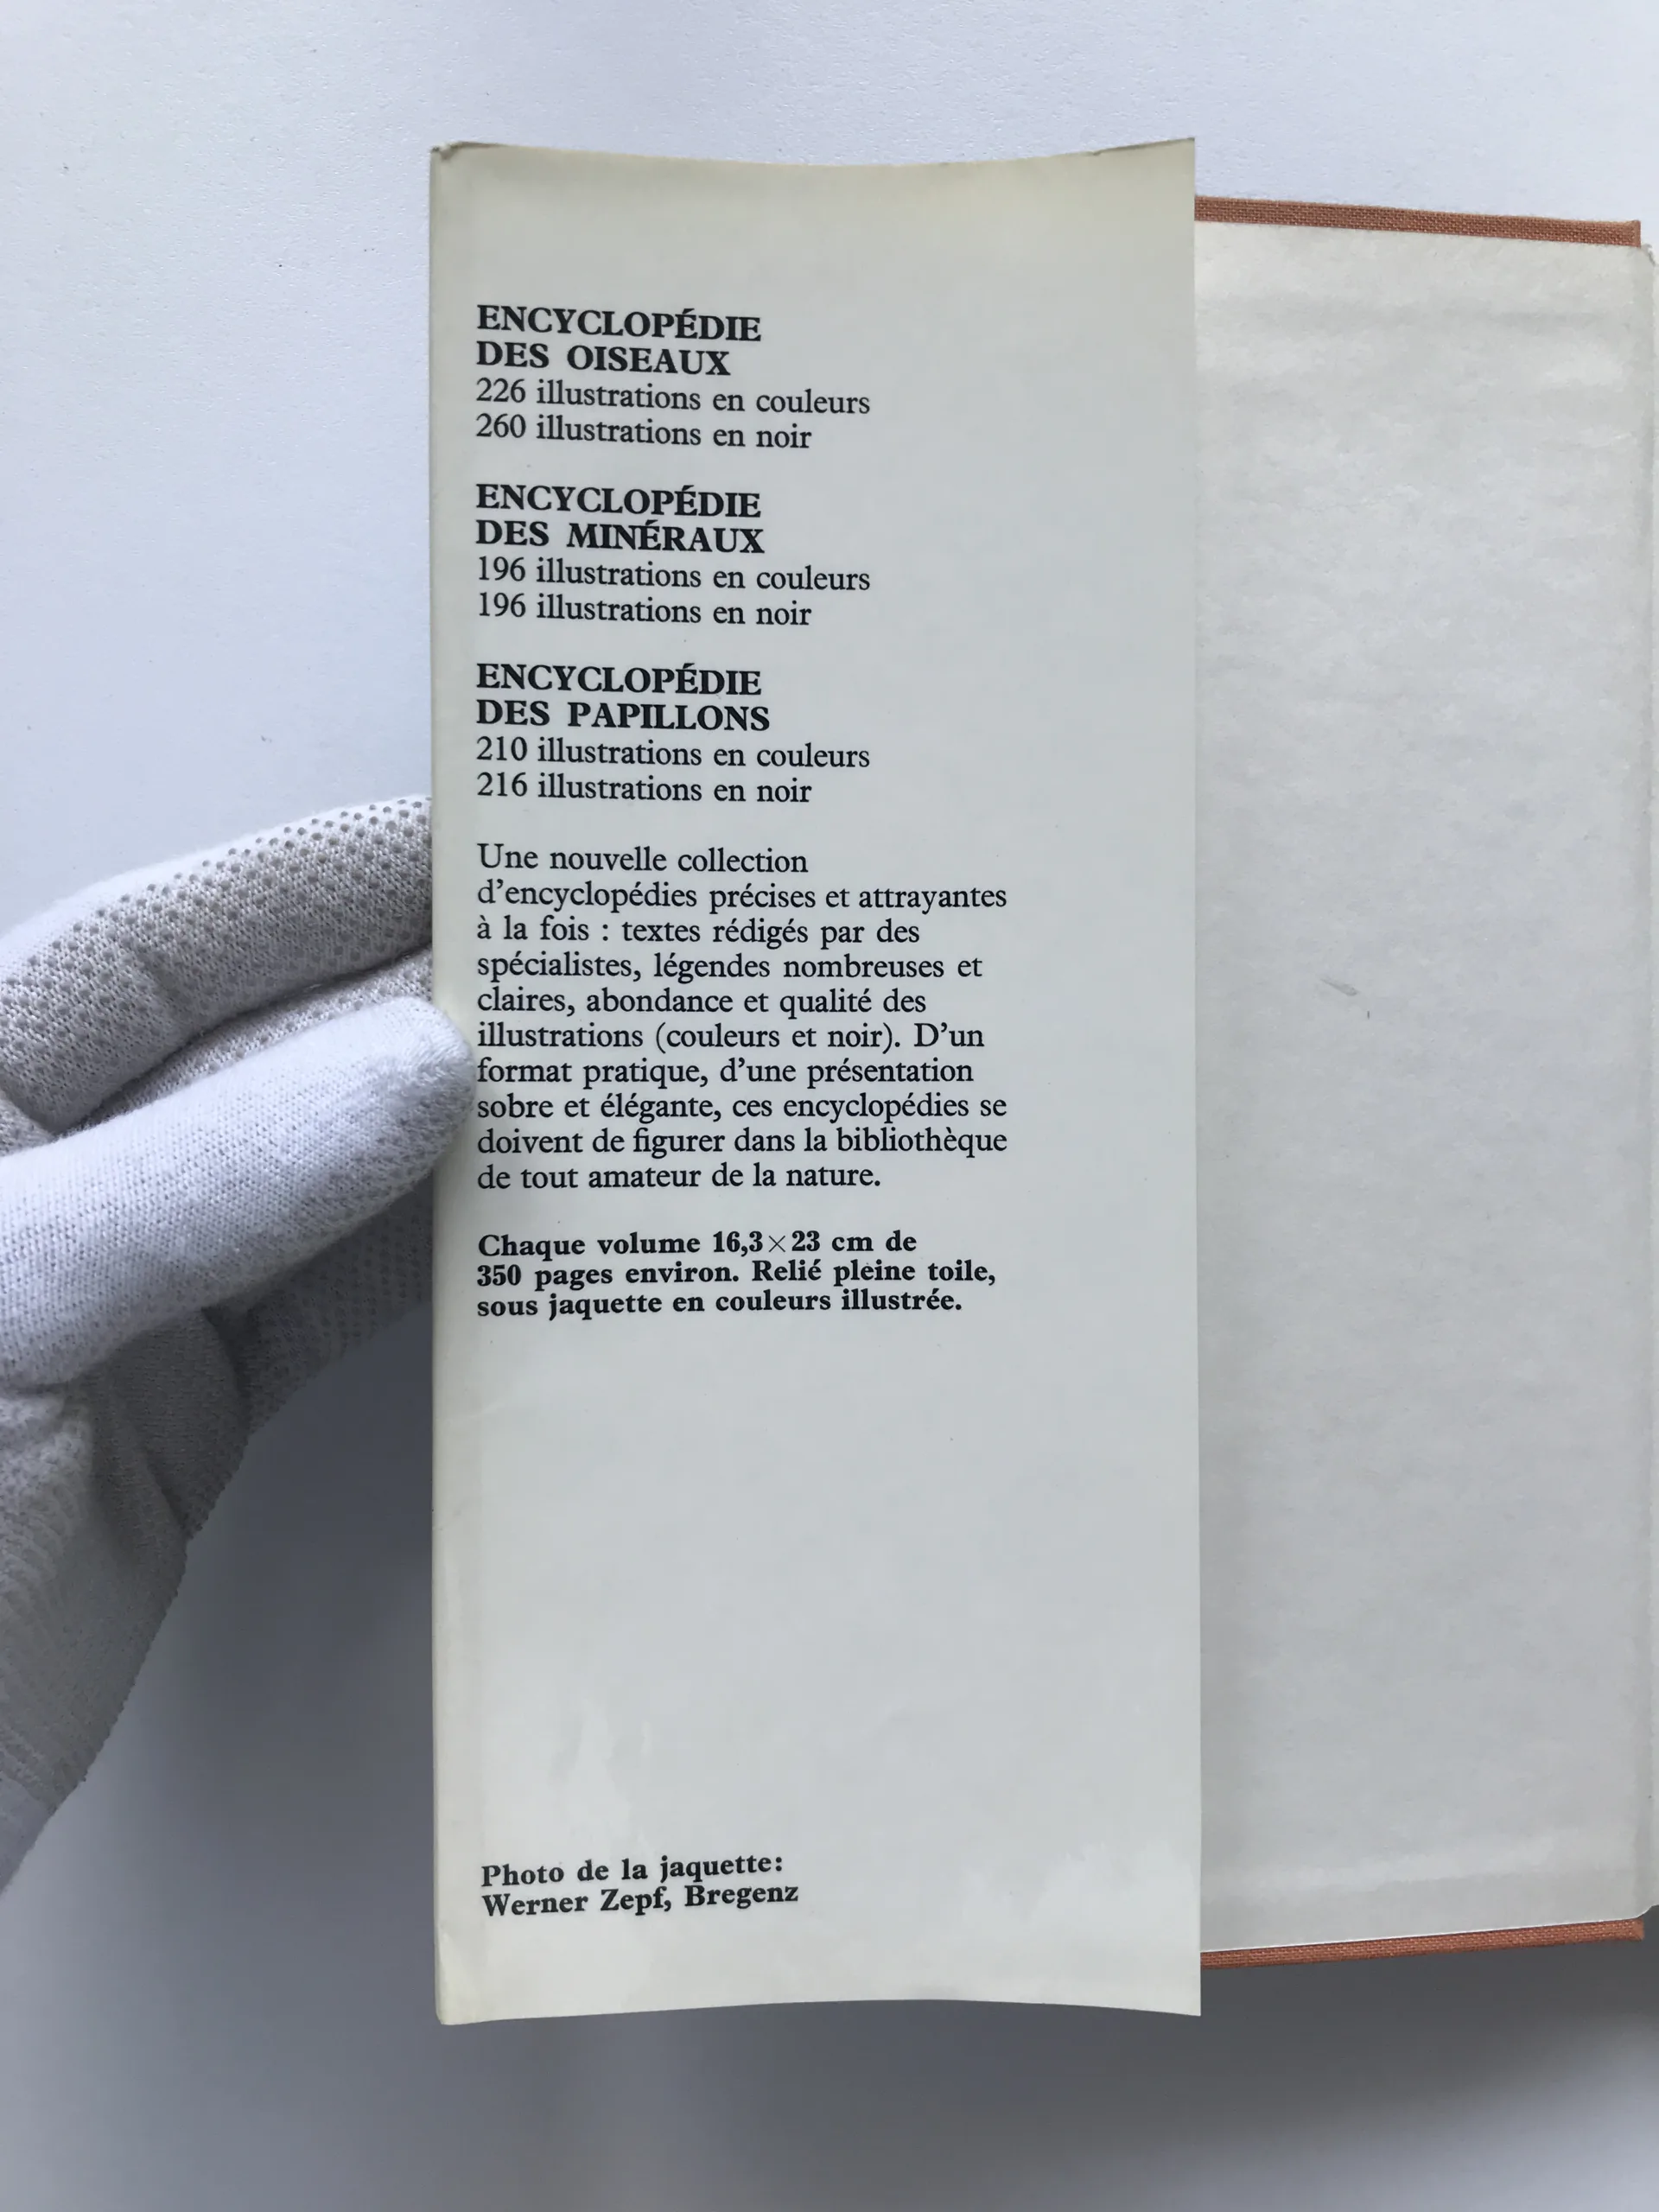 ENCYCLOPÉDIE
DES OISEAUX
226 illustrations en couleurs
260 illustrations en noir
ENCYCLOPÉDIE
DES MINÉRAUX
196 illustrations en couleurs
196 illustrations en noir
ENCYCLOPÉDIE
DES PAPILLONS
210 illustrations en couleurs
216 illustrations en noir
Une nouvelle collection
d'encyclopédies précises et attrayantes
à la fois : textes rédigés par des
spécialistes, légendes nombreuses et
claires, abondance et qualité des
illustrations (couleurs et noir). D'un
format pratique, d'une présentation
sobre et élégante, ces encyclopédies se
doivent de figurer dans la bibliothèque
de tout amateur de la nature.
Chaque volume 16,3×23 cm de
350 pages environ. Relié pleine toile,
sous jaquette en couleurs illustrée.
Photo de la jaquette:
Werner Zepf, Bregenz